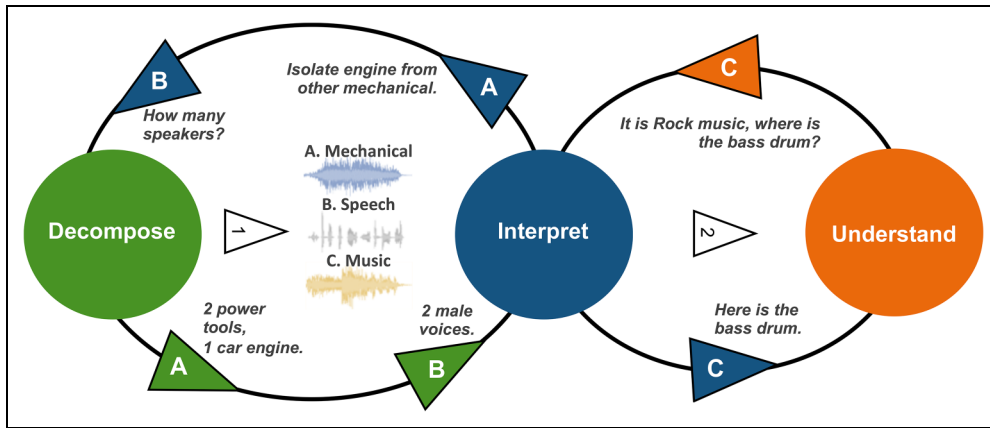 B
How many
speakers?
Isolate engine from
other mechanical.
A
C
It is Rock music, where is
the bass drum?
Decompose
1
A. Mechanical
B. Speech
C. Music
Interpret
2
Understand
2 power
tools,
1 car engine.
A
2 male
voices.
B
Here is the
bass drum.
C